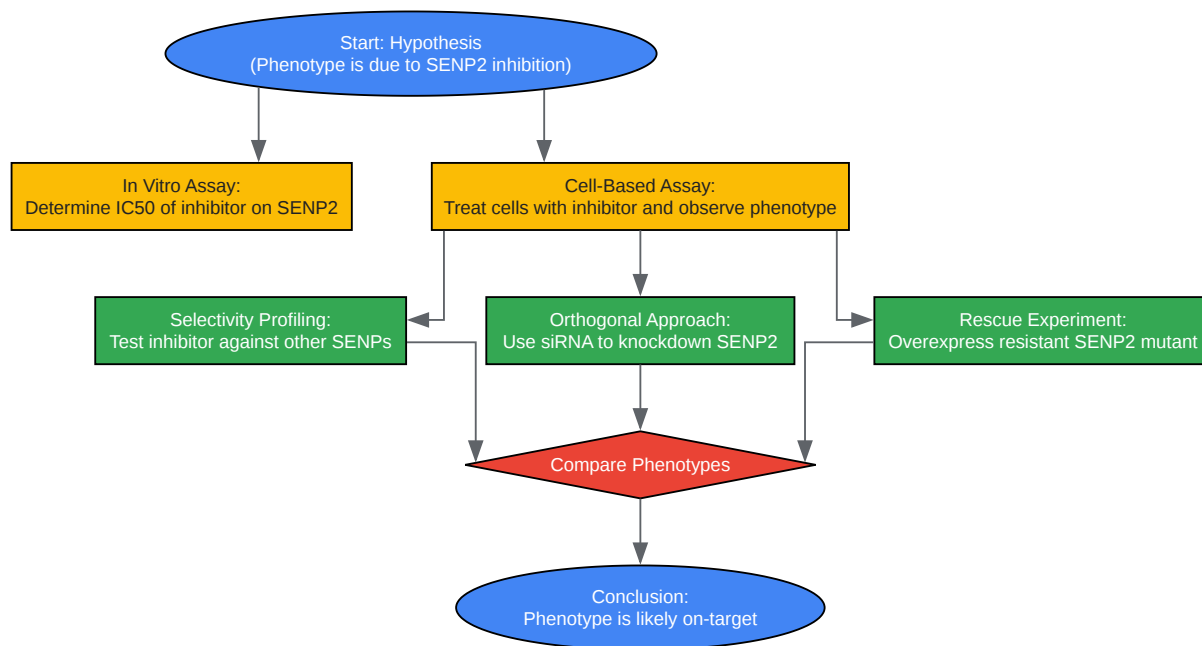 Start: Hypothesis
(Phenotype is due to SENP2 inhibition)
In Vitro Assay:
Determine IC50 of inhibitor on SENP2
Cell-Based Assay:
Treat cells with inhibitor and observe phenotype
Selectivity Profiling:
Test inhibitor against other SENPs
Orthogonal Approach:
Use siRNA to knockdown SENP2
Rescue Experiment:
Overexpress resistant SENP2 mutant
Compare Phenotypes
Conclusion:
Phenotype is likely on-target